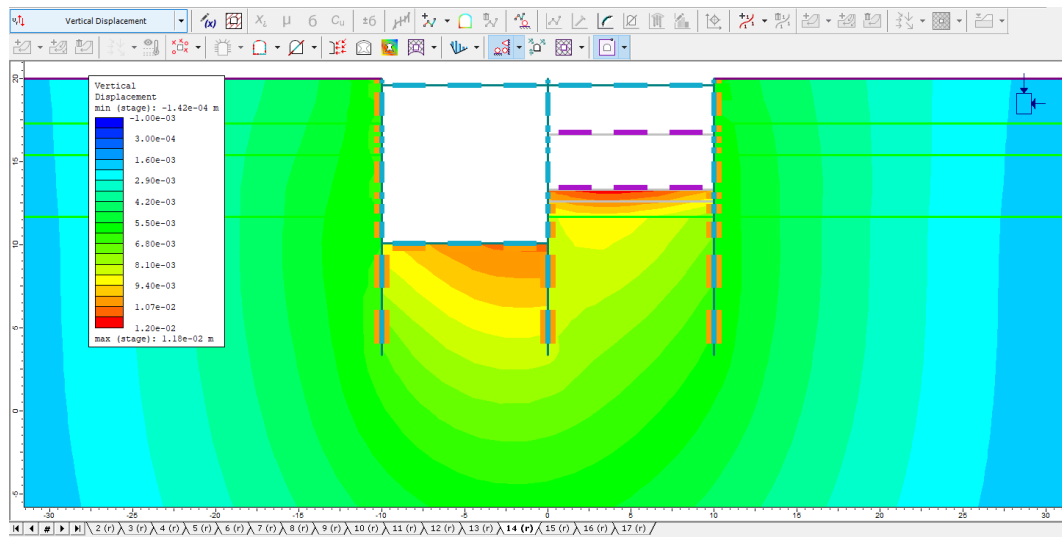 Vertical Displacement
(x)
X
μ
б
Cu
±б
Vertical
Displacement
min (stage): -1.42e-04 m
-1.00e-03
3.00e-04
1.60e-03
2.90e-03
4.20e-03
5.50e-03
6.80e-03
8.10e-03
9.40e-03
1.07e-02
1.20e-02
max (stage): 1.18e-02 m
20
15
10
5
0
-5
-30 -25 -20 -15 -10 -5 0 5 10 15 20 25 30
# 2 (r) 3 (r) 4 (r) 5 (r) 6 (r) 7 (r) 8 (r) 9 (r) 10 (r) 11 (r) 12 (r) 13 (r) 14 (r) 15 (r) 16 (r) 17 (r)